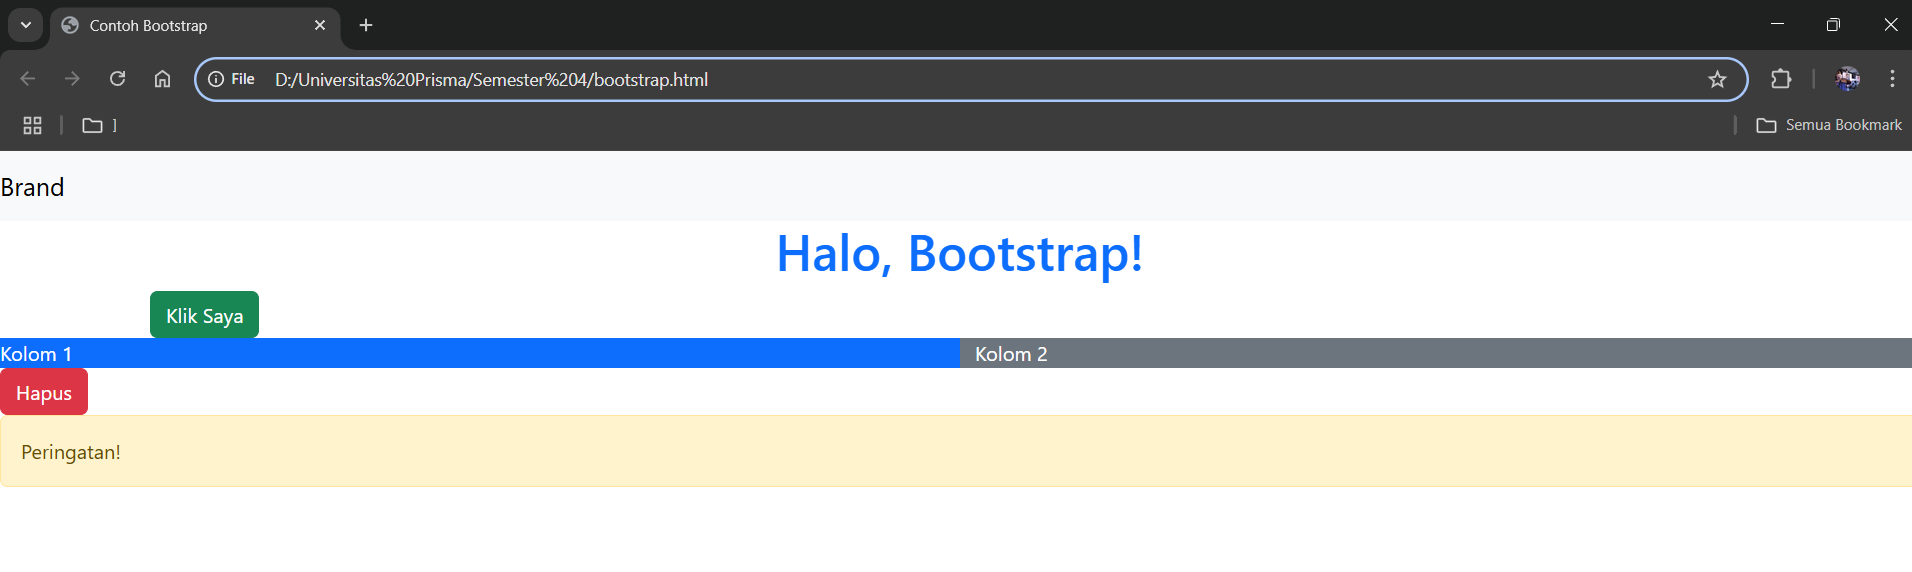 Contoh Bootstrap
File D:/Universitas%20Prisma/Semester%204/bootstrap.html
] Semua Bookmark
Brand
Halo, Bootstrap!
Klik Saya
Kolom 1 Kolom 2
Hapus
Peringatan!